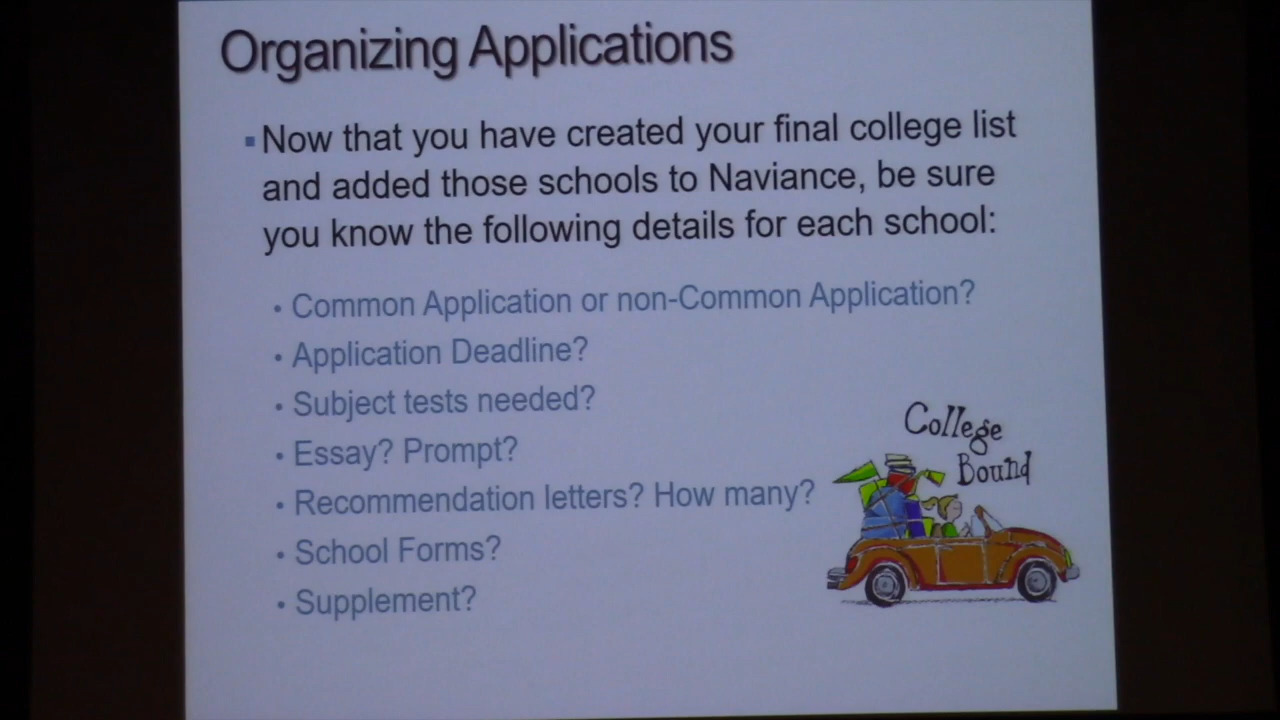 Organizing Applications
Now that you have created your final college list
and added those schools to Naviance, be sure
you know the following details for each school:
• Common Application or non-Common Application?
• Application Deadline?
• Subject tests needed?
• Essay? Prompt?
• Recommendation letters? How many?
• School Forms?
• Supplement?
College
Bound